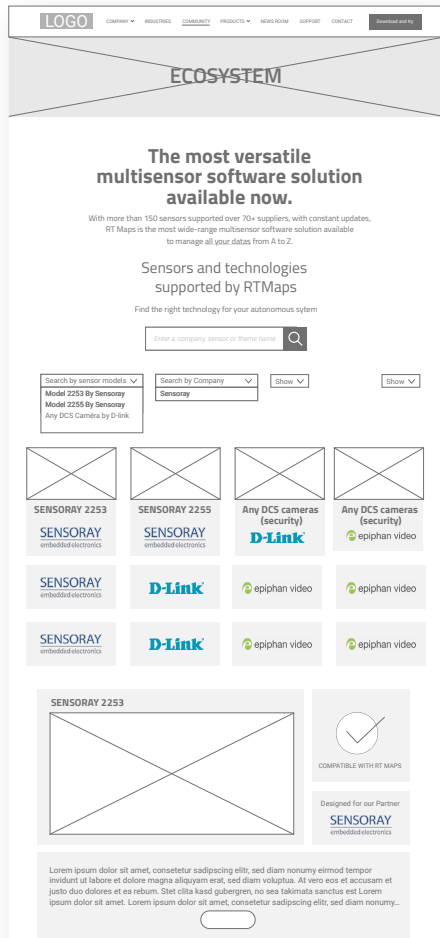 LOGO
COMPANY INDUSTRIES COMMUNITY PRODUCTS NEWS ROOM SUPPORT CONTACT Download and try
ECOSYSTEM
The most versatile
multisensor software solution
available now.
With more than 150 sensors supported over 70+ suppliers, with constant updates,
RT Maps is the most wide-range multisensor software solution available
to manage all your datas from A to Z.
Sensors and technologies
supported by RTMaps
Find the right technology for your autonomous sytem
Enter a company, sensor or theme name
Search by sensor models Search by Company Show Show
Model 2253 By Sensoray Sensoray
Model 2255 By Sensoray
Any DCS Caméra by D-link
SENSORAY 2253 SENSORAY 2255 Any DCS cameras Any DCS cameras
(security) (security)
SENSORAY SENSORAY D-Link epiphan video
embedded electronics embedded electronics
SENSORAY D-Link epiphan video epiphan video
embedded electronics
SENSORAY D-Link epiphan video epiphan video
embedded electronics
SENSORAY 2253
COMPATIBLE WITH RT MAPS
Designed for our Partner
SENSORAY
embedded electronics
Lorem ipsum dolor sit amet, consetetur sadipscing elitr, sed diam nonumy eirmod tempor
invidunt ut labore et dolore magna aliquyam erat, sed diam voluptua. At vero eos et accusam et
justo duo dolores et ea rebum. Stet clita kasd gubergren, no sea takimata sanctus est Lorem
ipsum dolor sit amet. Lorem ipsum dolor sit amet, consetetur sadipscing elitr, sed diam nonumy...